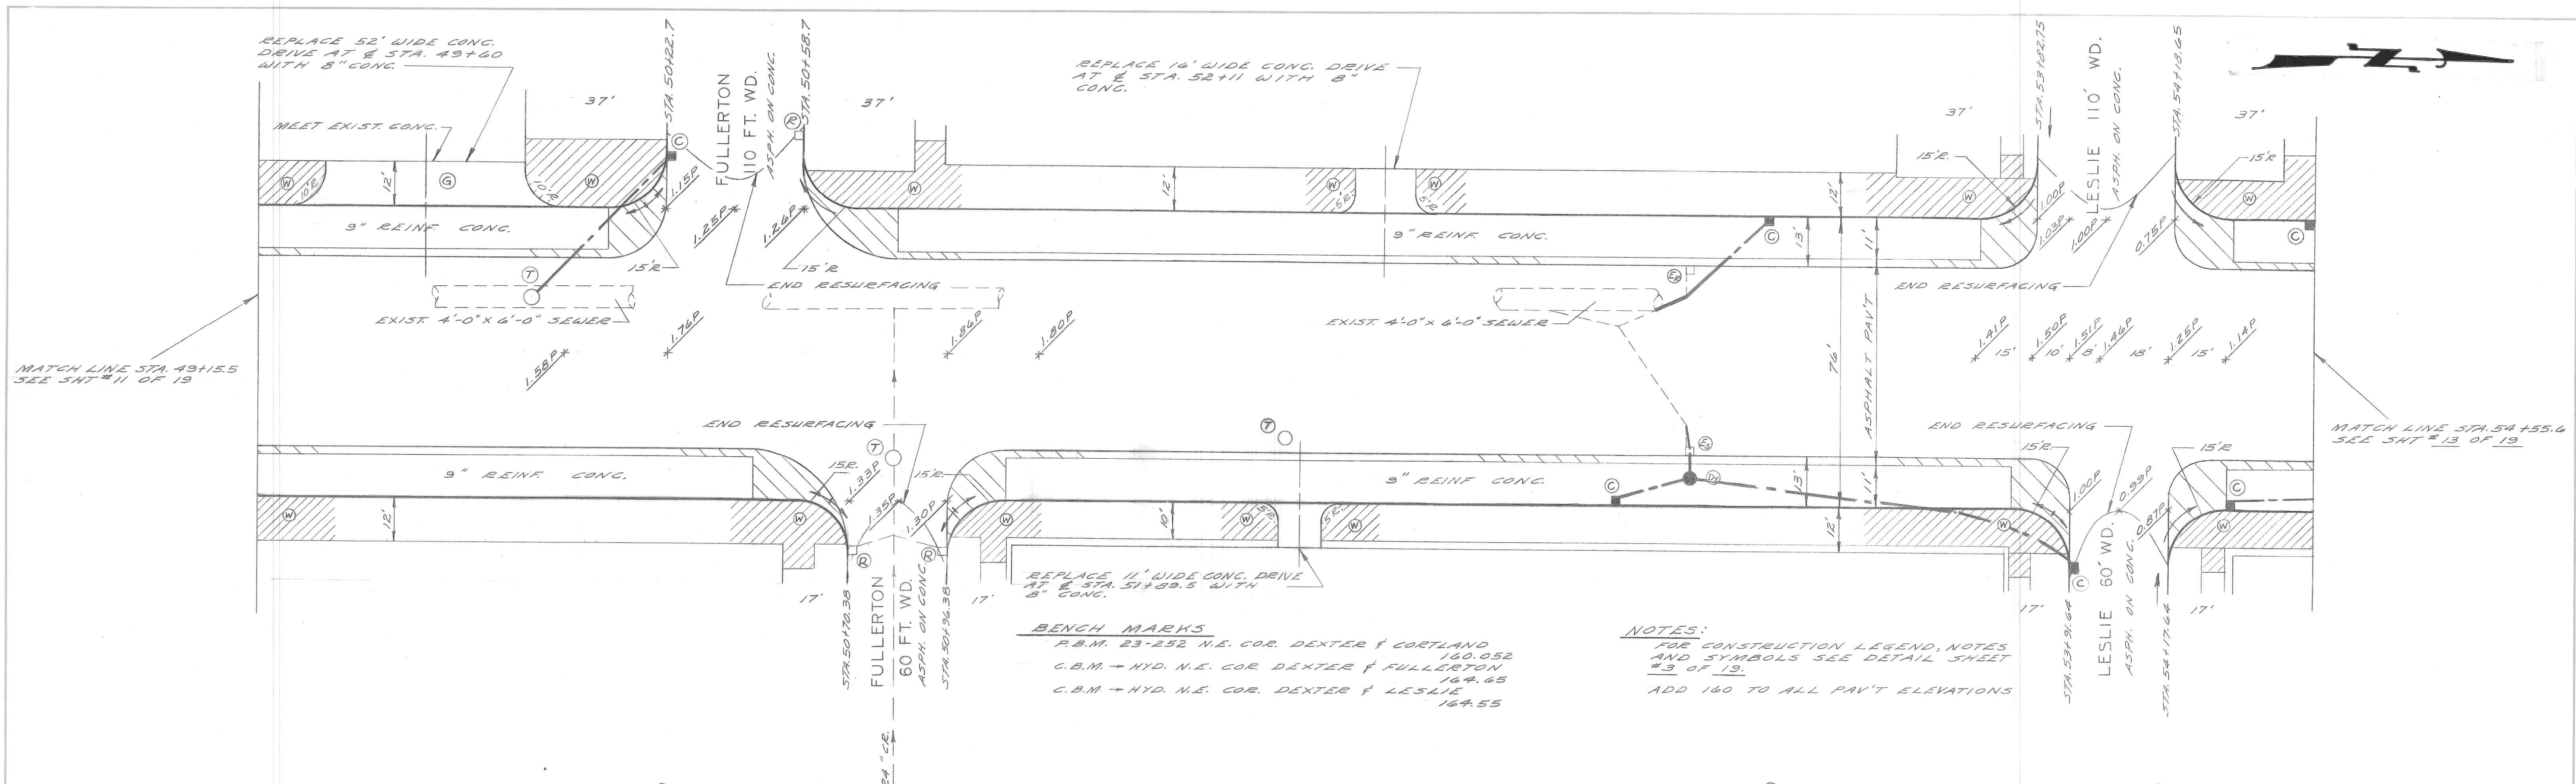 REPLACE 52' WIDE CONC.
DRIVE AT ℄ STA. 49+60
WITH 8" CONC.
MEET EXIST. CONC.
37'
STA. 50+22.7
FULLERTON
110 FT. WD.
ASPH. ON CONC.
STA. 50+58.7
37'
REPLACE 16' WIDE CONC. DRIVE
AT ℄ STA. 52+11 WITH 8"
CONC.
37'
STA. 53+82.75
LESLIE 110' WD.
ASPH. ON CONC.
STA. 54+18.65
37'
W
10'R
12'
G
10'R
W
C
R
1.15P
1.25P
1.26P
W
12'
W
5'R.
W
5'R.
12'
W
15'R.
1.00P
1.03P
1.00P
0.75P
15'R
W
C
9" REINF. CONC.
15'R
15'R
9" REINF. CONC.
C
13'
11'
T
END RESURFACING
ER
END RESURFACING
EXIST. 4'-0" X 6'-0" SEWER
EXIST. 4'-0" X 6'-0" SEWER
1.58P
1.76P
1.86P
1.80P
76'
ASPHALT PAV'T
1.41P
15'
1.50P
10'
1.51P
8'
1.46P
18'
1.25P
15'
1.14P
MATCH LINE STA. 49+15.5
SEE SHT #11 OF 19
MATCH LINE STA. 54+55.6
SEE SHT #13 OF 19
END RESURFACING
T
T
END RESURFACING
9" REINF. CONC.
15R.
1.33P
15'R.
1.35P
1.30P
9" REINF. CONC.
C
13'
11'
15'R.
1.00P
0.99P
0.87P
15'R
C
W
12'
W
R
R
W
10'
W
5'R.
5'R.
W
12'
W
C
W
17'
STA. 50+70.38
FULLERTON
60 FT. WD.
ASPH. ON CONC.
STA. 50+96.38
17'
REPLACE 11' WIDE CONC. DRIVE
AT ℄ STA. 51+89.5 WITH
8" CONC.
17'
STA. 53+91.64
LESLIE 60' WD.
ASPH. ON CONC.
STA. 54+17.64
17'
BENCH MARKS
P.B.M. 23-252 N.E. COR. DEXTER & CORTLAND
160.052
C.B.M. → HYD. N.E. COR. DEXTER & FULLERTON
164.65
C.B.M. → HYD. N.E. COR. DEXTER & LESLIE
164.55
NOTES:
FOR CONSTRUCTION LEGEND, NOTES
AND SYMBOLS SEE DETAIL SHEET
#3 OF 19.
ADD 160 TO ALL PAV'T ELEVATIONS
24" CR.